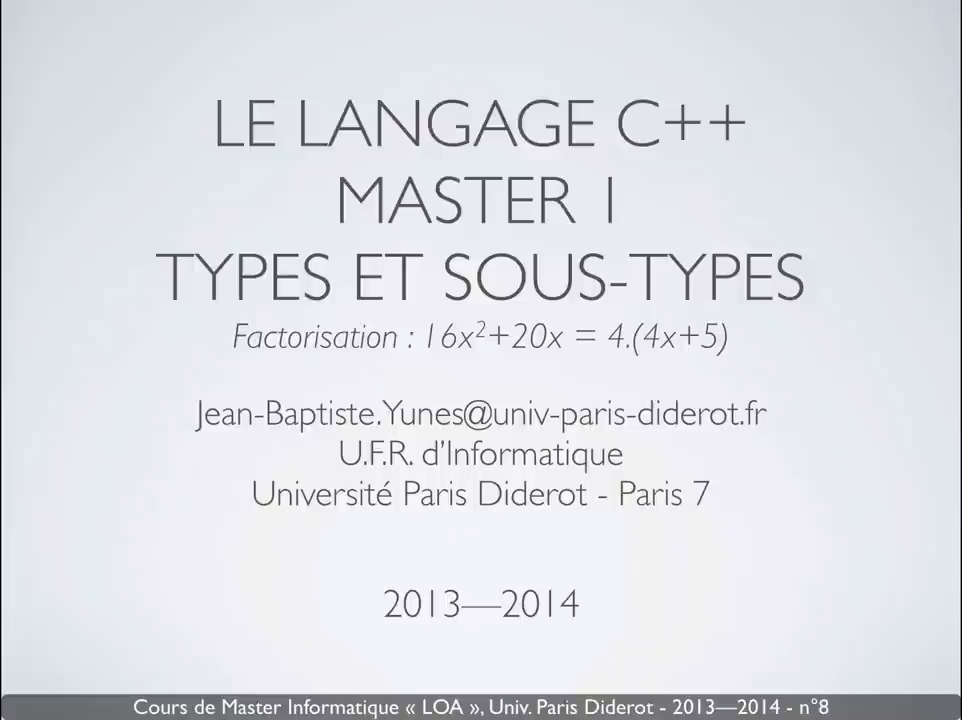 LE LANGAGE C++
MASTER 1
TYPES ET SOUS-TYPES
Factorisation : 16x²+20x = 4.(4x+5)
Jean-Baptiste.Yunes@univ-paris-diderot.fr
U.F.R. d’Informatique
Université Paris Diderot - Paris 7
2013—2014
Cours de Master Informatique « LOA », Univ. Paris Diderot - 2013—2014 - n°8